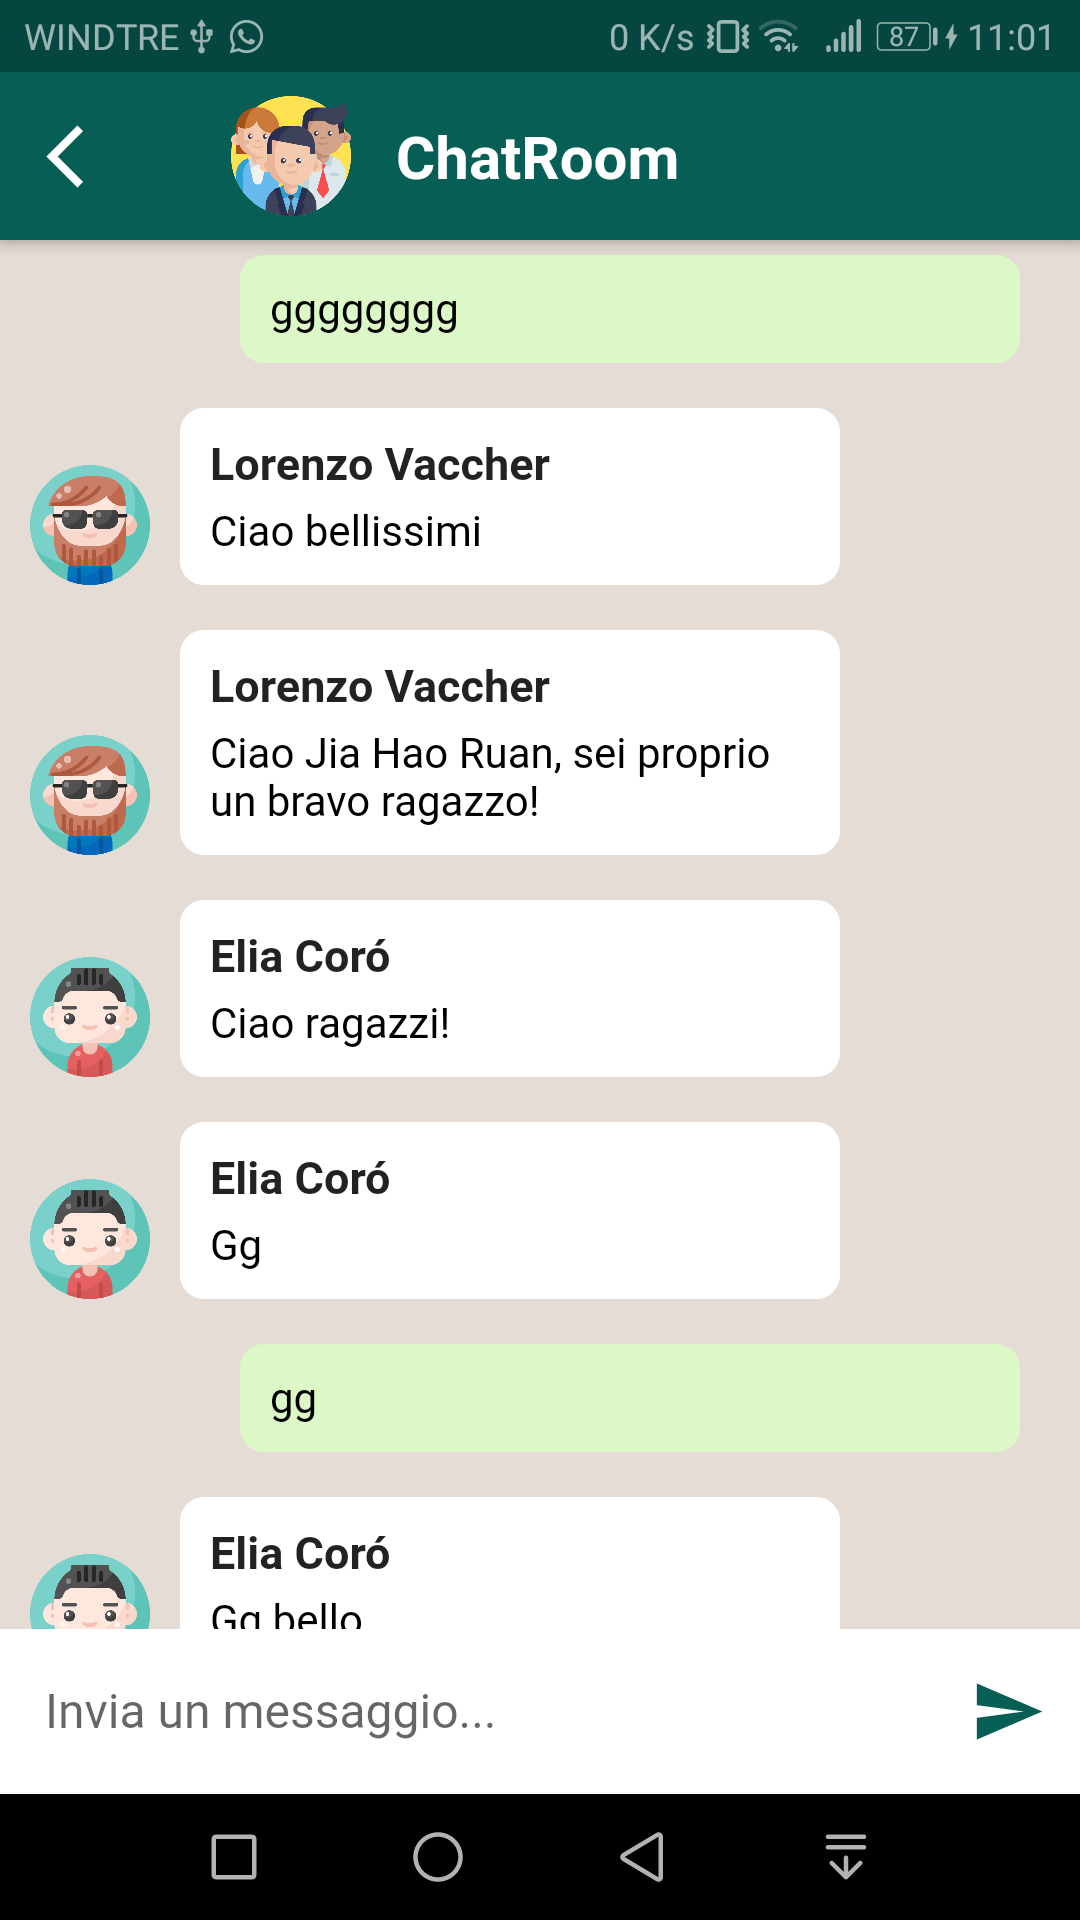 WINDTRE 0 K/s 87 11:01
ChatRoom
gggggggg
Lorenzo Vaccher
Ciao bellissimi
Lorenzo Vaccher
Ciao Jia Hao Ruan, sei proprio
un bravo ragazzo!
Elia Coró
Ciao ragazzi!
Elia Coró
Gg
gg
Elia Coró
Gg bello
Invia un messaggio...